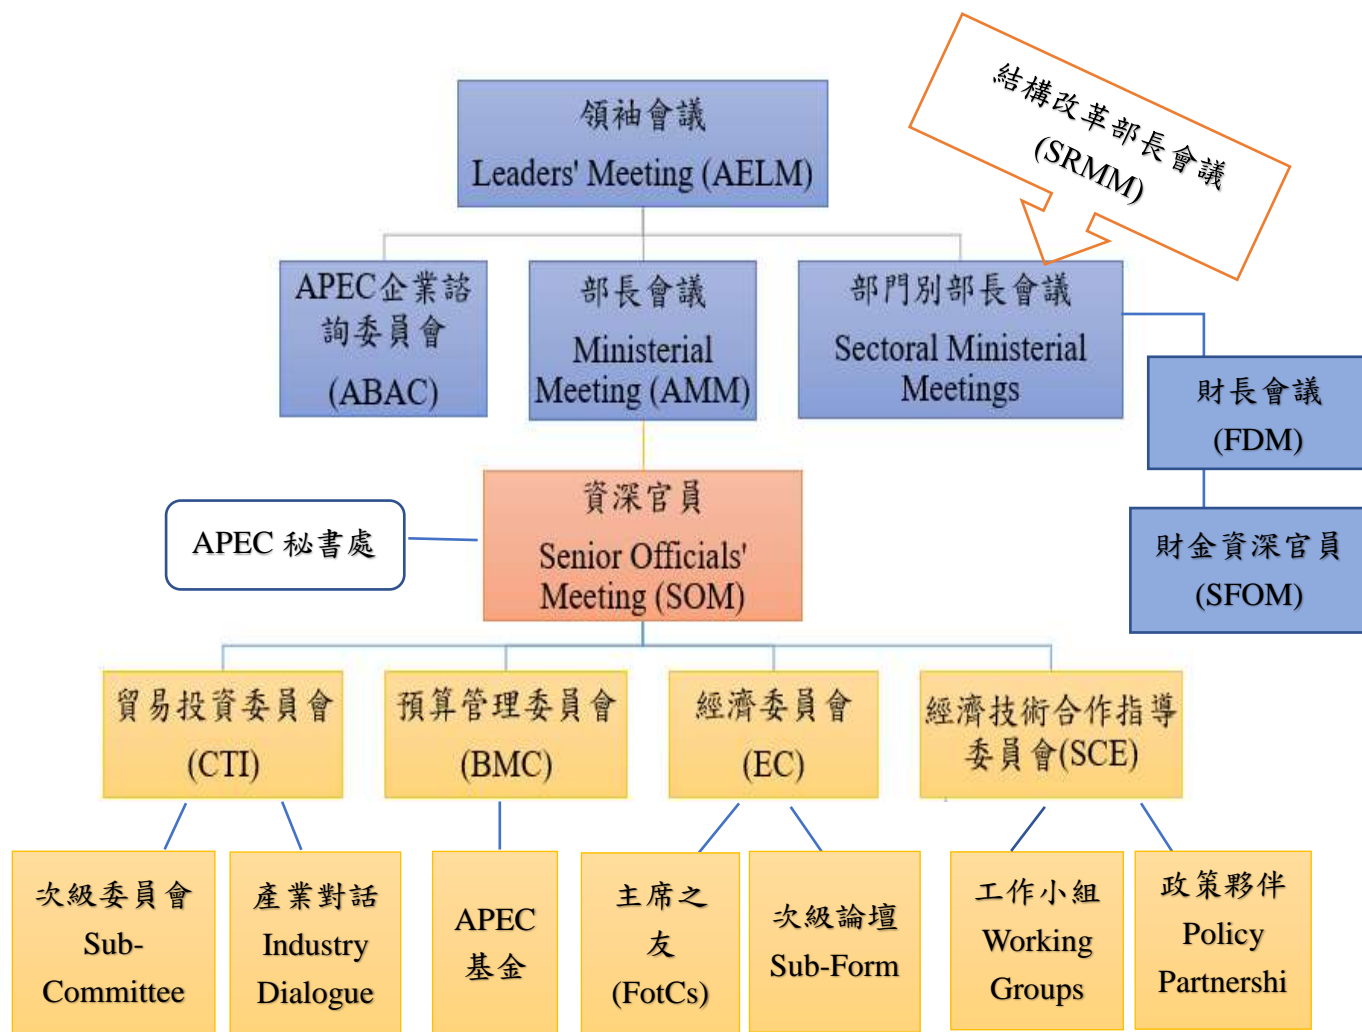 領袖會議
Leaders' Meeting (AELM)
結構改革部長會議
(SRMM)
APEC企業諮
詢委員會
(ABAC)
部長會議
Ministerial
Meeting (AMM)
部門別部長會議
Sectoral Ministerial
Meetings
財長會議
(FDM)
資深官員
Senior Officials'
Meeting (SOM)
APEC 秘書處
財金資深官員
(SFOM)
貿易投資委員會
(CTI)
預算管理委員會
(BMC)
經濟委員會
(EC)
經濟技術合作指導
委員會(SCE)
次級委員會
Sub-
Committee
產業對話
Industry
Dialogue
APEC
基金
主席之
友
(FotCs)
次級論壇
Sub-Form
工作小組
Working
Groups
政策夥伴
Policy
Partnershi